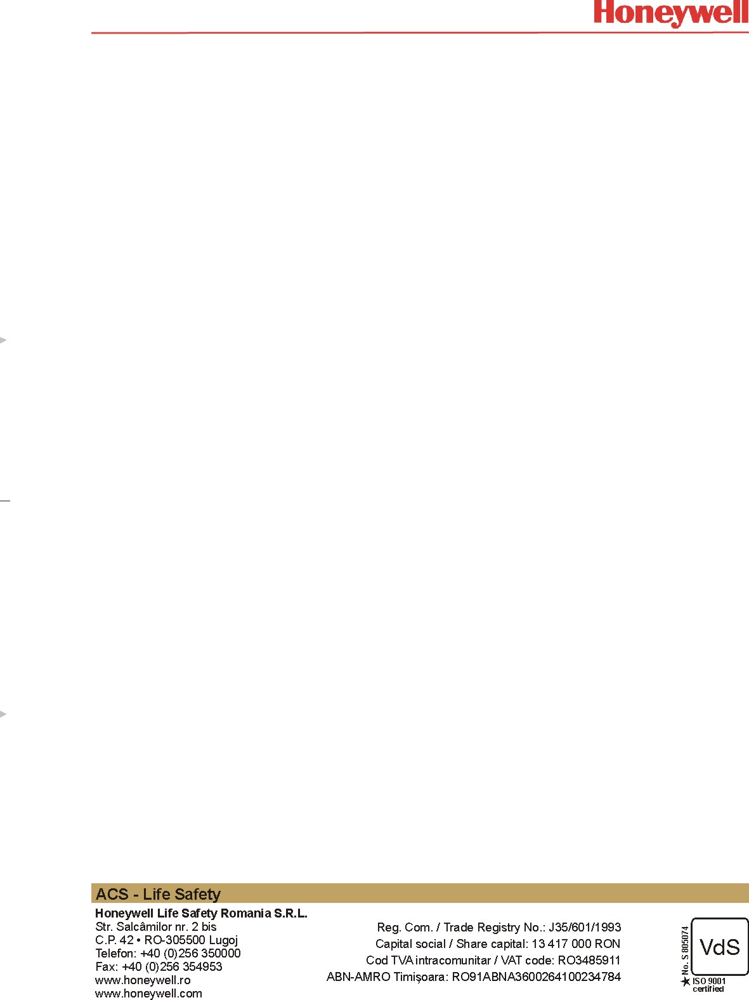 Honeywell
ACS - Life Safety
Honeywell Life Safety Romania S.R.L.
Str. Salcâmilor nr. 2 bis
C.P. 42 • RO-305500 Lugoj
Telefon: +40 (0)256 350000
Fax: +40 (0)256 354953
www.honeywell.ro
www.honeywell.com
Reg. Com. / Trade Registry No.: J35/601/1993
Capital social / Share capital: 13 417 000 RON
Cod TVA intracomunitar / VAT code: RO3485911
ABN-AMRO Timişoara: RO91ABNA3600264100234784
No. S 805074
VdS
ISO 9001
certified